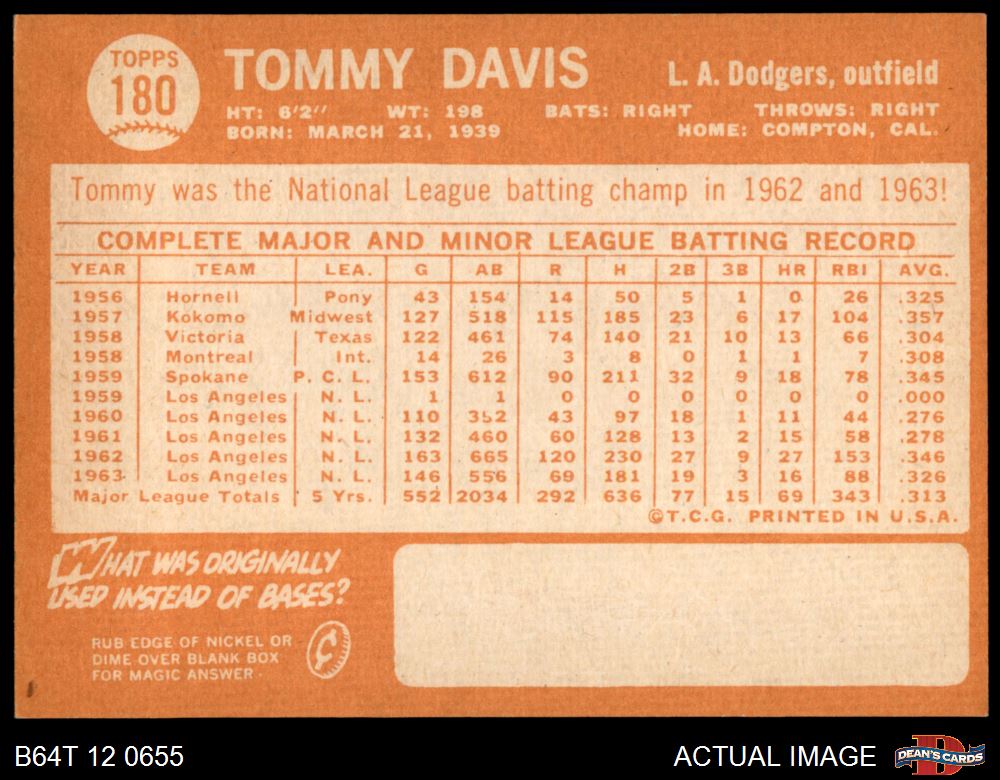 TOPPS
180
TOMMY DAVIS
L. A. Dodgers, outfield
HT: 6'2" WT: 198 BATS: RIGHT THROWS: RIGHT
BORN: MARCH 21, 1939 HOME: COMPTON, CAL.
Tommy was the National League batting champ in 1962 and 1963!
COMPLETE MAJOR AND MINOR LEAGUE BATTING RECORD
YEAR TEAM LEA. G AB R H 2B 3B HR RBI AVG.
1956 Hornell Pony 43 154 14 50 5 1 0 26 .325
1957 Kokomo Midwest 127 518 115 185 23 6 17 104 .357
1958 Victoria Texas 122 461 74 140 21 10 13 66 .304
1958 Montreal Int. 14 26 3 8 0 1 1 7 .308
1959 Spokane P. C. L. 153 612 90 211 32 9 18 78 .345
1959 Los Angeles N. L. 1 1 0 0 0 0 0 0 .000
1960 Los Angeles N. L. 110 352 43 97 18 1 11 44 .276
1961 Los Angeles N. L. 132 460 60 128 13 2 15 58 .278
1962 Los Angeles N. L. 163 665 120 230 27 9 27 153 .346
1963 Los Angeles N. L. 146 556 69 181 19 3 16 88 .326
Major League Totals 5 Yrs. 552 2034 292 636 77 15 69 343 .313
©T.C.G. PRINTED IN U.S.A.
WHAT WAS ORIGINALLY
USED INSTEAD OF BASES?
RUB EDGE OF NICKEL OR
DIME OVER BLANK BOX
FOR MAGIC ANSWER
¢
B64T 12 0655
ACTUAL IMAGE
D
DEAN'S CARDS